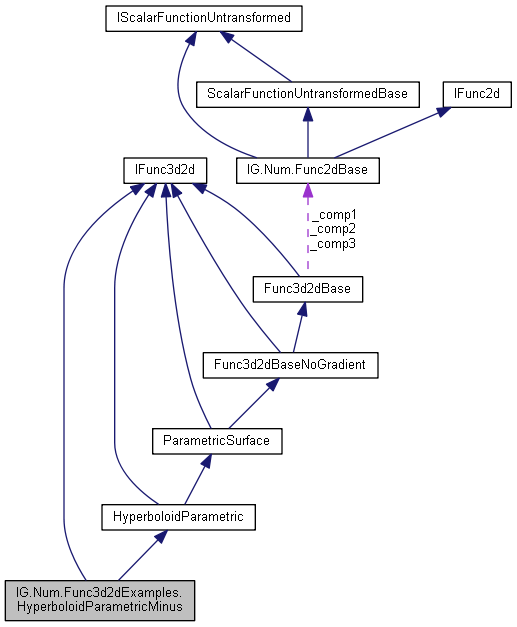 IScalarFunctionUntransformed
ScalarFunctionUntransformedBase
IFunc2d
IFunc3d2d
IG.Num.Func2dBase
_comp1
_comp2
_comp3
Func3d2dBase
Func3d2dBaseNoGradient
ParametricSurface
HyperboloidParametric
IG.Num.Func3d2dExamples.
HyperboloidParametricMinus